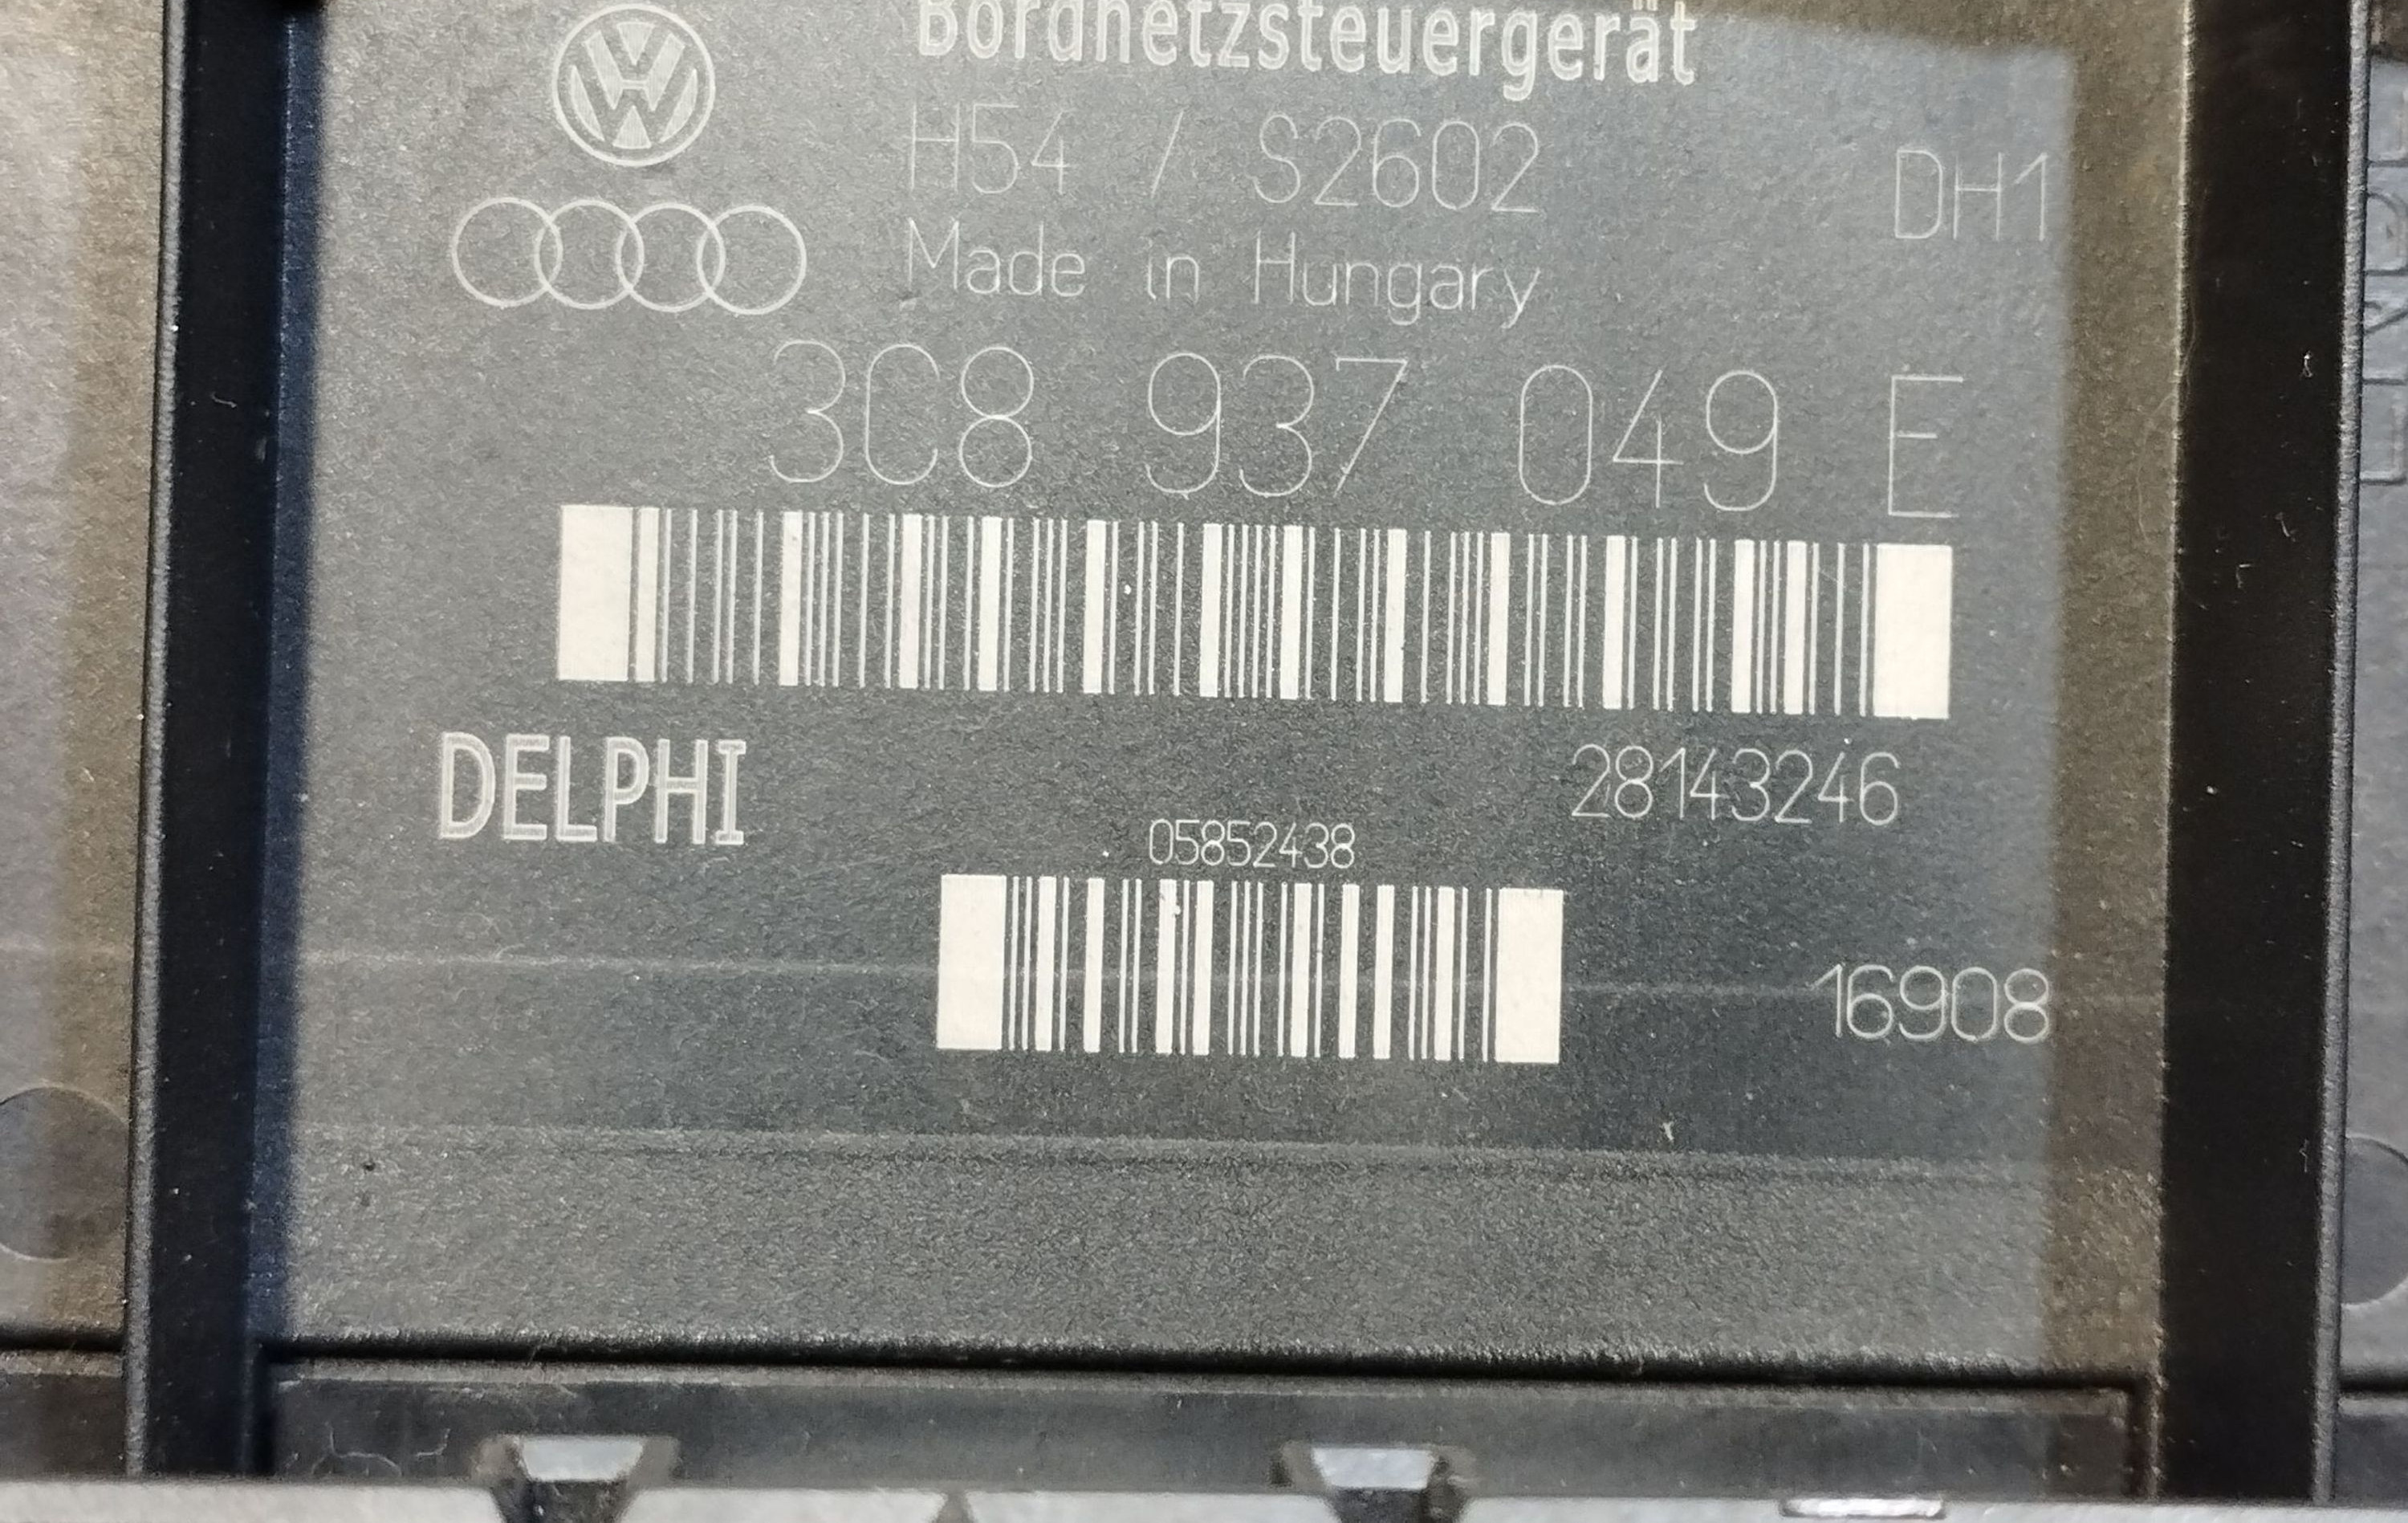 Bordnetzsteuergerät
H54 / S2602
DH1
Made in Hungary
3C8 937 049 E
DELPHI
28143246
05852438
16908